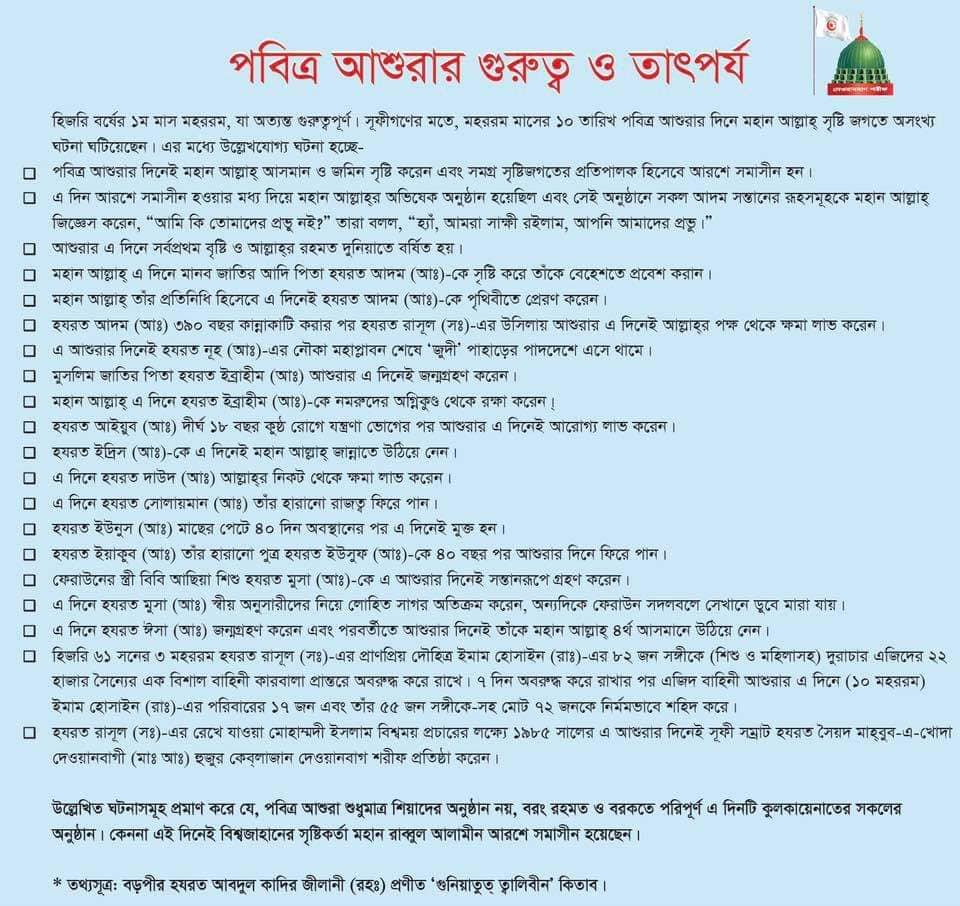 পবিত্র আশুরার গুরুত্ব ও তাৎপর্য
দেওয়ানবাগ শরীফ
হিজরি বর্ষের ১ম মাস মহররম, যা অত্যন্ত গুরুত্বপূর্ণ। সূফীগণের মতে, মহররম মাসের ১০ তারিখ পবিত্র আশুরার দিনে মহান আল্লাহ্ সৃষ্টি জগতে অসংখ্য
ঘটনা ঘটিয়েছেন। এর মধ্যে উল্লেখযোগ্য ঘটনা হচ্ছে-
❑ পবিত্র আশুরার দিনেই মহান আল্লাহ্ আসমান ও জমিন সৃষ্টি করেন এবং সমগ্র সৃষ্টিজগতের প্রতিপালক হিসেবে আরশে সমাসীন হন।
❑ এ দিন আরশে সমাসীন হওয়ার মধ্য দিয়ে মহান আল্লাহ্‌র অভিষেক অনুষ্ঠান হয়েছিল এবং সেই অনুষ্ঠানে সকল আদম সন্তানের রূহসমূহকে মহান আল্লাহ্
জিজ্ঞেস করেন, “আমি কি তোমাদের প্রভু নই?” তারা বলল, “হ্যাঁ, আমরা সাক্ষী রইলাম, আপনি আমাদের প্রভু।”
❑ আশুরার এ দিনে সর্বপ্রথম বৃষ্টি ও আল্লাহ্‌র রহমত দুনিয়াতে বর্ষিত হয়।
❑ মহান আল্লাহ্ এ দিনে মানব জাতির আদি পিতা হযরত আদম (আঃ)-কে সৃষ্টি করে তাঁকে বেহেশতে প্রবেশ করান।
❑ মহান আল্লাহ্ তাঁর প্রতিনিধি হিসেবে এ দিনেই হযরত আদম (আঃ)-কে পৃথিবীতে প্রেরণ করেন।
❑ হযরত আদম (আঃ) ৩৯০ বছর কান্নাকাটি করার পর হযরত রাসূল (সঃ)-এর উসিলায় আশুরার এ দিনেই আল্লাহ্‌র পক্ষ থেকে ক্ষমা লাভ করেন।
❑ এ আশুরার দিনেই হযরত নূহ (আঃ)-এর নৌকা মহাপ্লাবন শেষে ‘জুদী’ পাহাড়ের পাদদেশে এসে থামে।
❑ মুসলিম জাতির পিতা হযরত ইব্রাহীম (আঃ) আশুরার এ দিনেই জন্মগ্রহণ করেন।
❑ মহান আল্লাহ্ এ দিনে হযরত ইব্রাহীম (আঃ)-কে নমরুদের অগ্নিকুণ্ড থেকে রক্ষা করেন।
❑ হযরত আইয়ুব (আঃ) দীর্ঘ ১৮ বছর কুষ্ঠ রোগে যন্ত্রণা ভোগের পর আশুরার এ দিনেই আরোগ্য লাভ করেন।
❑ হযরত ইদ্রিস (আঃ)-কে এ দিনেই মহান আল্লাহ্ জান্নাতে উঠিয়ে নেন।
❑ এ দিনে হযরত দাউদ (আঃ) আল্লাহ্‌র নিকট থেকে ক্ষমা লাভ করেন।
❑ এ দিনে হযরত সোলায়মান (আঃ) তাঁর হারানো রাজত্ব ফিরে পান।
❑ হযরত ইউনুস (আঃ) মাছের পেটে ৪০ দিন অবস্থানের পর এ দিনেই মুক্ত হন।
❑ হযরত ইয়াকুব (আঃ) তাঁর হারানো পুত্র হযরত ইউসুফ (আঃ)-কে ৪০ বছর পর আশুরার দিনে ফিরে পান।
❑ ফেরাউনের স্ত্রী বিবি আছিয়া শিশু হযরত মুসা (আঃ)-কে এ আশুরার দিনেই সন্তানরূপে গ্রহণ করেন।
❑ এ দিনে হযরত মুসা (আঃ) স্বীয় অনুসারীদের নিয়ে লোহিত সাগর অতিক্রম করেন, অন্যদিকে ফেরাউন সদলবলে সেখানে ডুবে মারা যায়।
❑ এ দিনে হযরত ঈসা (আঃ) জন্মগ্রহণ করেন এবং পরবর্তীতে আশুরার দিনেই তাঁকে মহান আল্লাহ্ ৪র্থ আসমানে উঠিয়ে নেন।
❑ হিজরি ৬১ সনের ৩ মহররম হযরত রাসূল (সঃ)-এর প্রাণপ্রিয় দৌহিত্র ইমাম হোসাইন (রাঃ)-এর ৮২ জন সঙ্গীকে (শিশু ও মহিলাসহ) দুরাচার এজিদের ২২
হাজার সৈন্যের এক বিশাল বাহিনী কারবালা প্রান্তরে অবরুদ্ধ করে রাখে। ৭ দিন অবরুদ্ধ করে রাখার পর এজিদ বাহিনী আশুরার এ দিনে (১০ মহররম)
ইমাম হোসাইন (রাঃ)-এর পরিবারের ১৭ জন এবং তাঁর ৫৫ জন সঙ্গীকে-সহ মোট ৭২ জনকে নির্মমভাবে শহিদ করে।
❑ হযরত রাসূল (সঃ)-এর রেখে যাওয়া মোহাম্মদী ইসলাম বিশ্বময় প্রচারের লক্ষ্যে ১৯৮৫ সালের এ আশুরার দিনেই সূফী সম্রাট হযরত সৈয়দ মাহ্‌বুব-এ-খোদা
দেওয়ানবাগী (মাঃ আঃ) হুজুর কেব্‌লাজান দেওয়ানবাগ শরীফ প্রতিষ্ঠা করেন।
উল্লেখিত ঘটনাসমূহ প্রমাণ করে যে, পবিত্র আশুরা শুধুমাত্র শিয়াদের অনুষ্ঠান নয়, বরং রহমত ও বরকতে পরিপূর্ণ এ দিনটি কুলকায়েনাতের সকলের
অনুষ্ঠান। কেননা এই দিনেই বিশ্বজাহানের সৃষ্টিকর্তা মহান রাব্বুল আলামীন আরশে সমাসীন হয়েছেন।
* তথ্যসূত্র: বড়পীর হযরত আবদুল কাদির জীলানী (রহঃ) প্রণীত ‘গুনিয়াতুত্ ত্বালিবীন’ কিতাব।